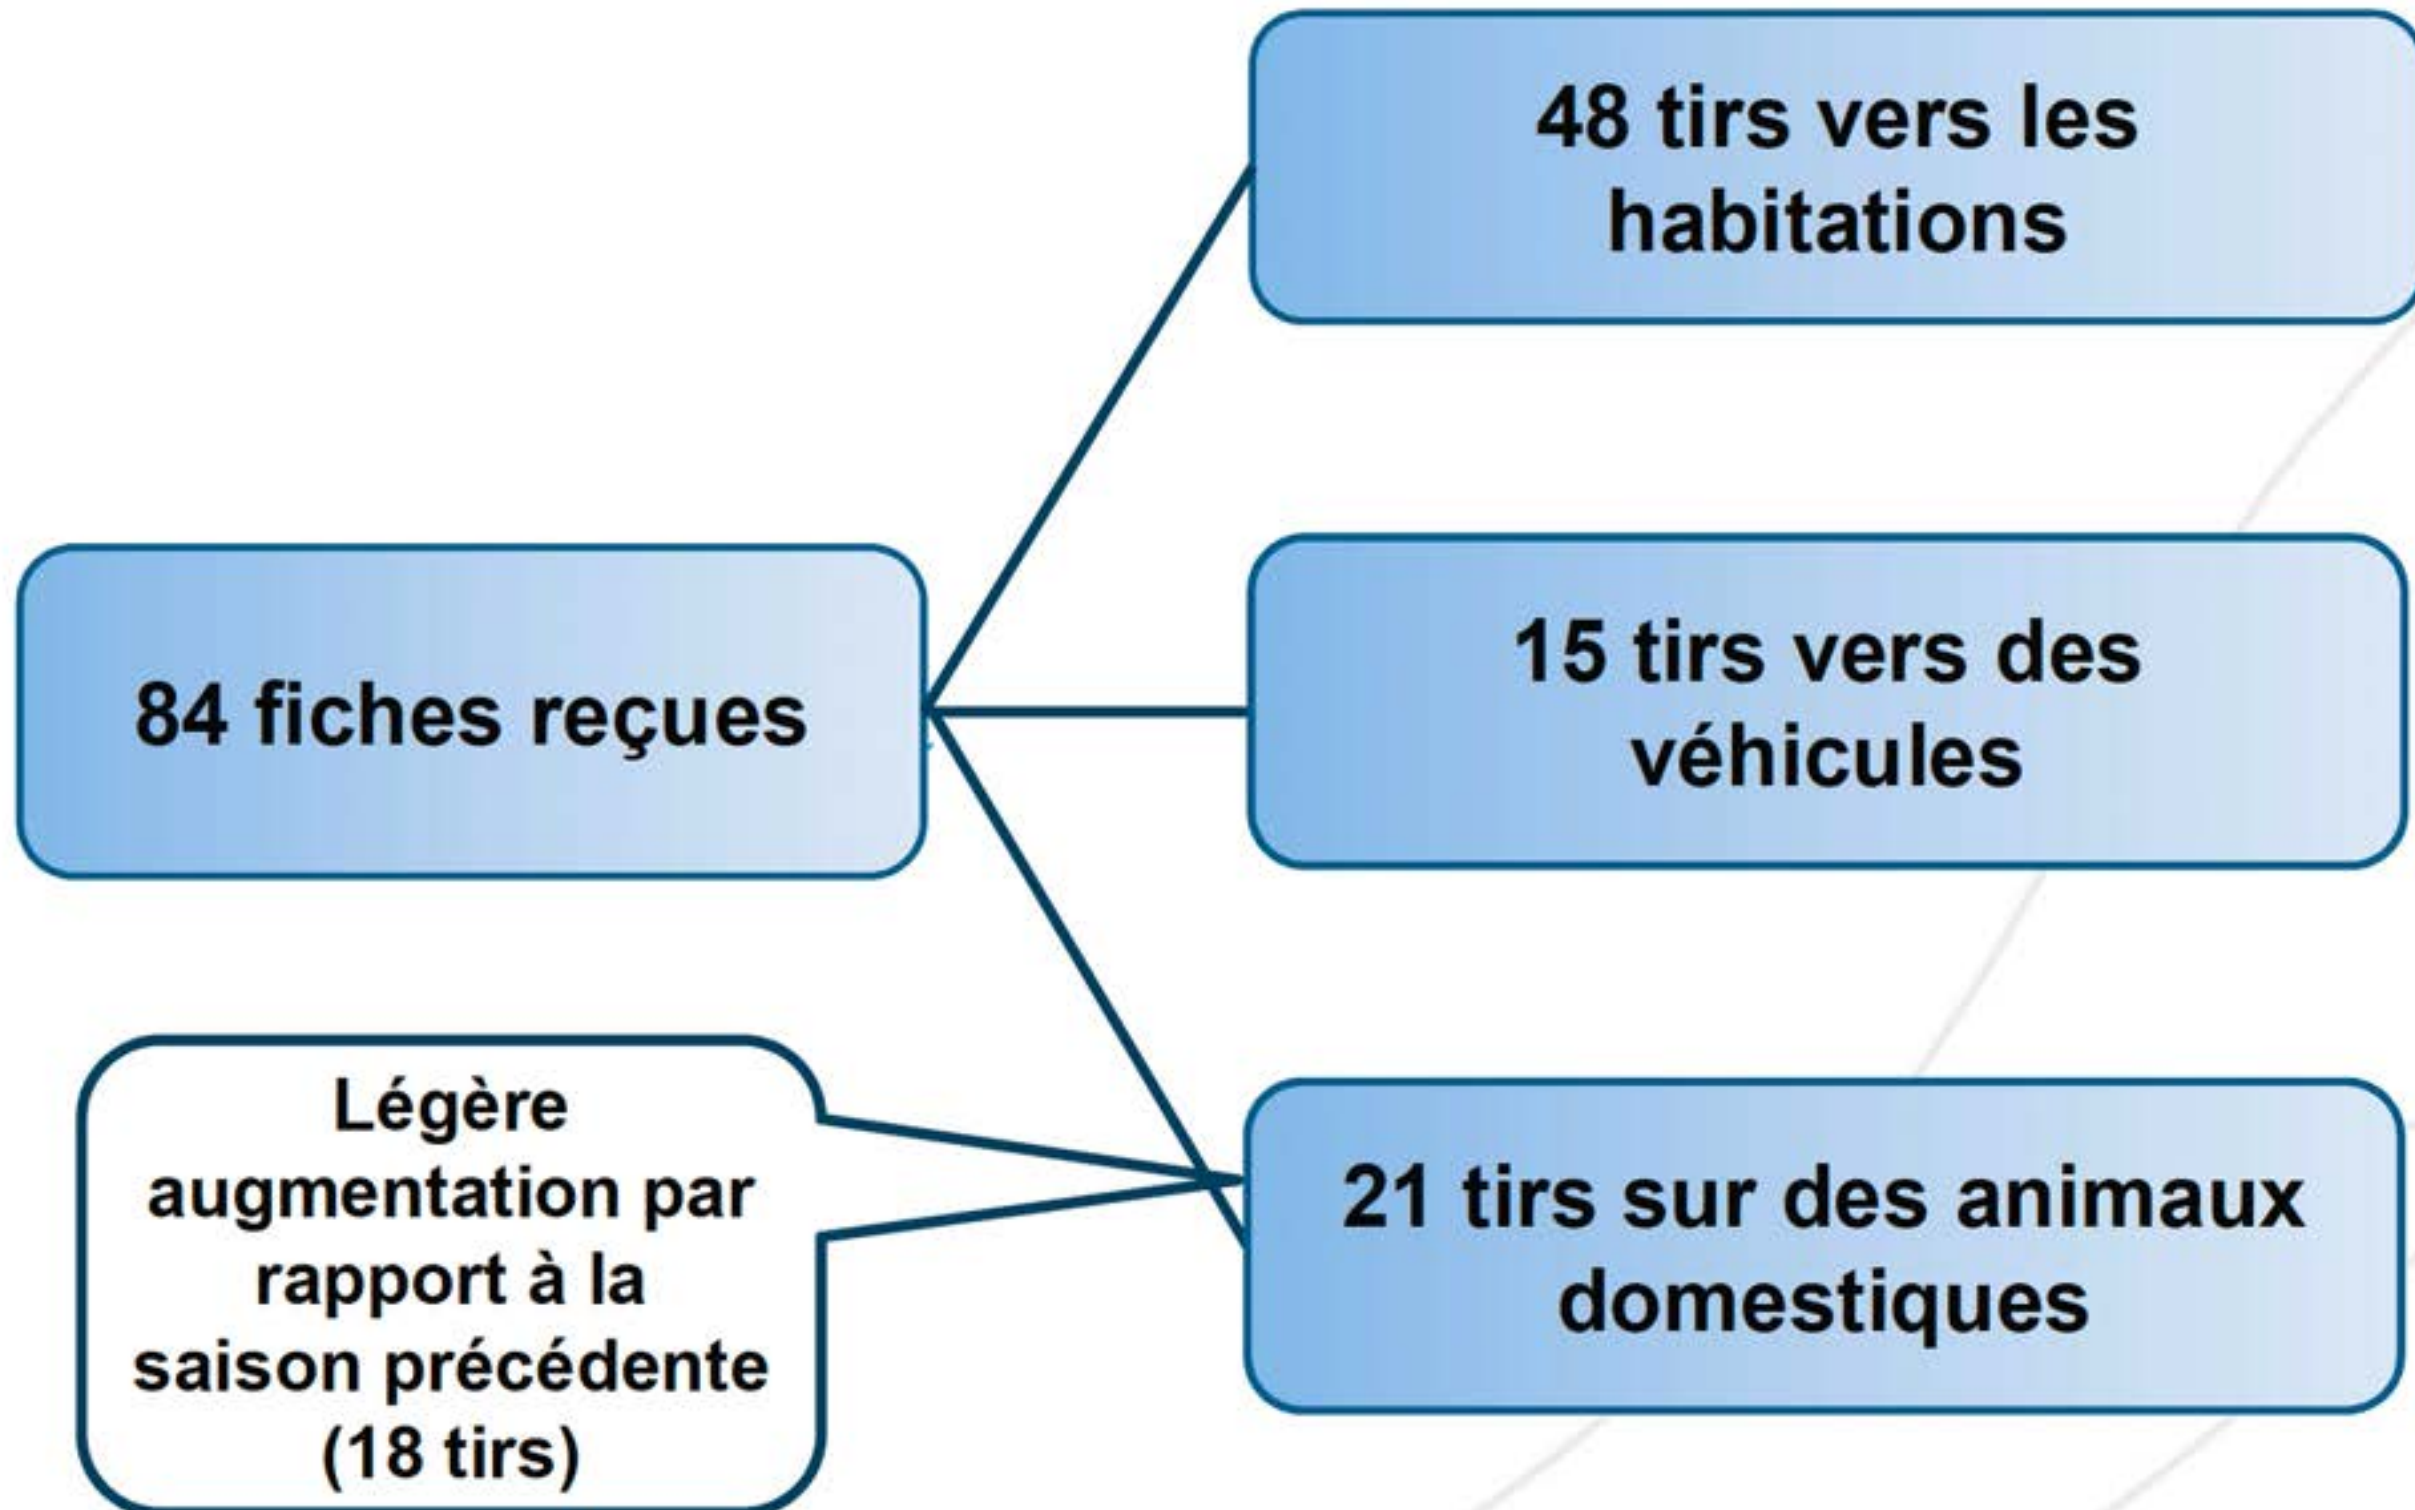 48 tirs vers les
habitations
15 tirs vers des
véhicules
84 fiches reçues
Légère
augmentation par
rapport à la
saison précédente
(18 tirs)
21 tirs sur des animaux
domestiques